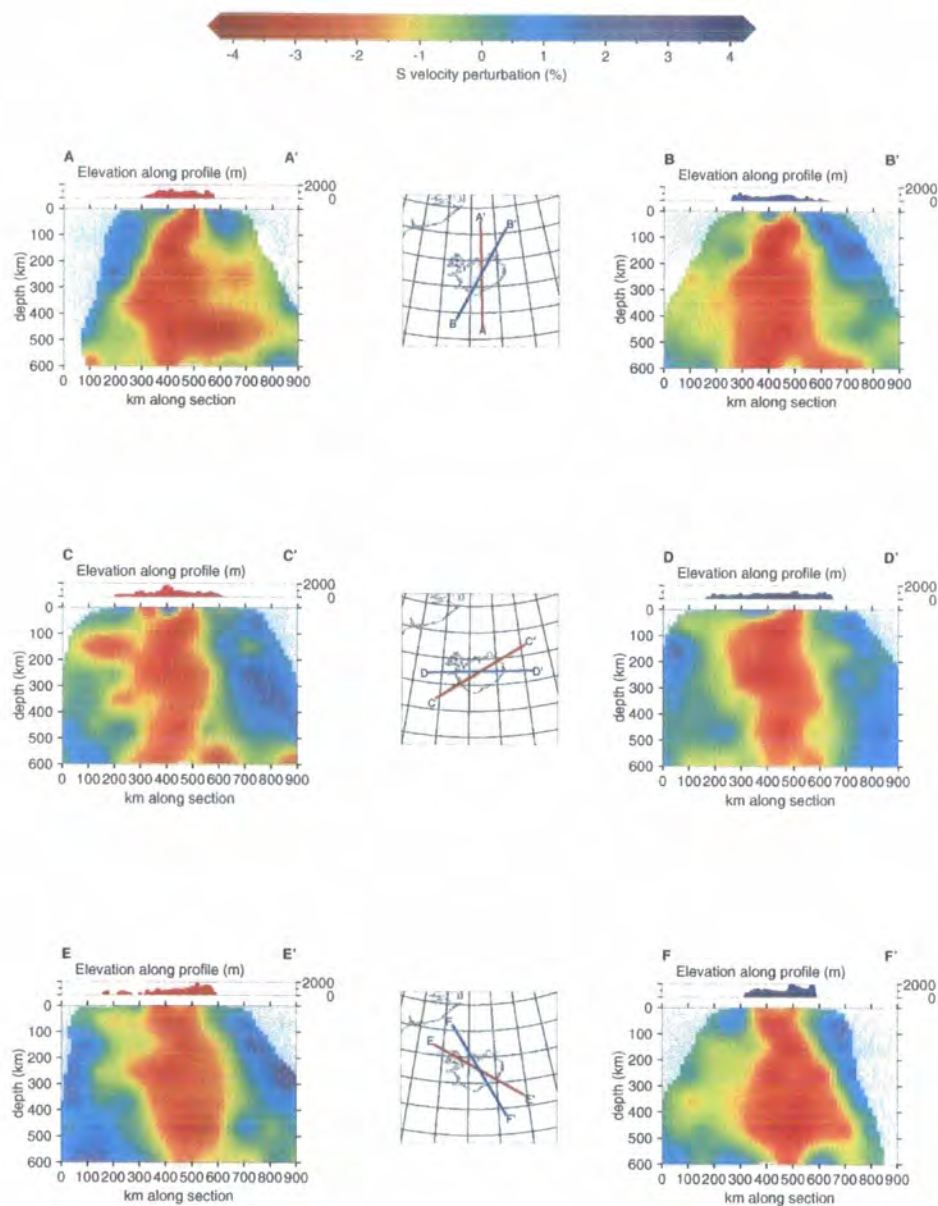 -4 -3 -2 -1 0 1 2 3 4
S velocity perturbation (%)
A A'
Elevation along profile (m)
2000
0
0
100
200
300
400
500
600
depth (km)
0 100 200 300 400 500 600 700 800 900
km along section
A'
B'
B
A
B B'
Elevation along profile (m)
2000
0
0
100
200
300
400
500
600
depth (km)
0 100 200 300 400 500 600 700 800 900
km along section
C C'
Elevation along profile (m)
2000
0
0
100
200
300
400
500
600
depth (km)
0 100 200 300 400 500 600 700 800 900
km along section
C'
D D'
C
D D'
Elevation along profile (m)
2000
0
0
100
200
300
400
500
600
depth (km)
0 100 200 300 400 500 600 700 800 900
km along section
E E'
Elevation along profile (m)
2000
0
0
100
200
300
400
500
600
depth (km)
0 100 200 300 400 500 600 700 800 900
km along section
F
E
E'
F'
F F'
Elevation along profile (m)
2000
0
0
100
200
300
400
500
600
depth (km)
0 100 200 300 400 500 600 700 800 900
km along section